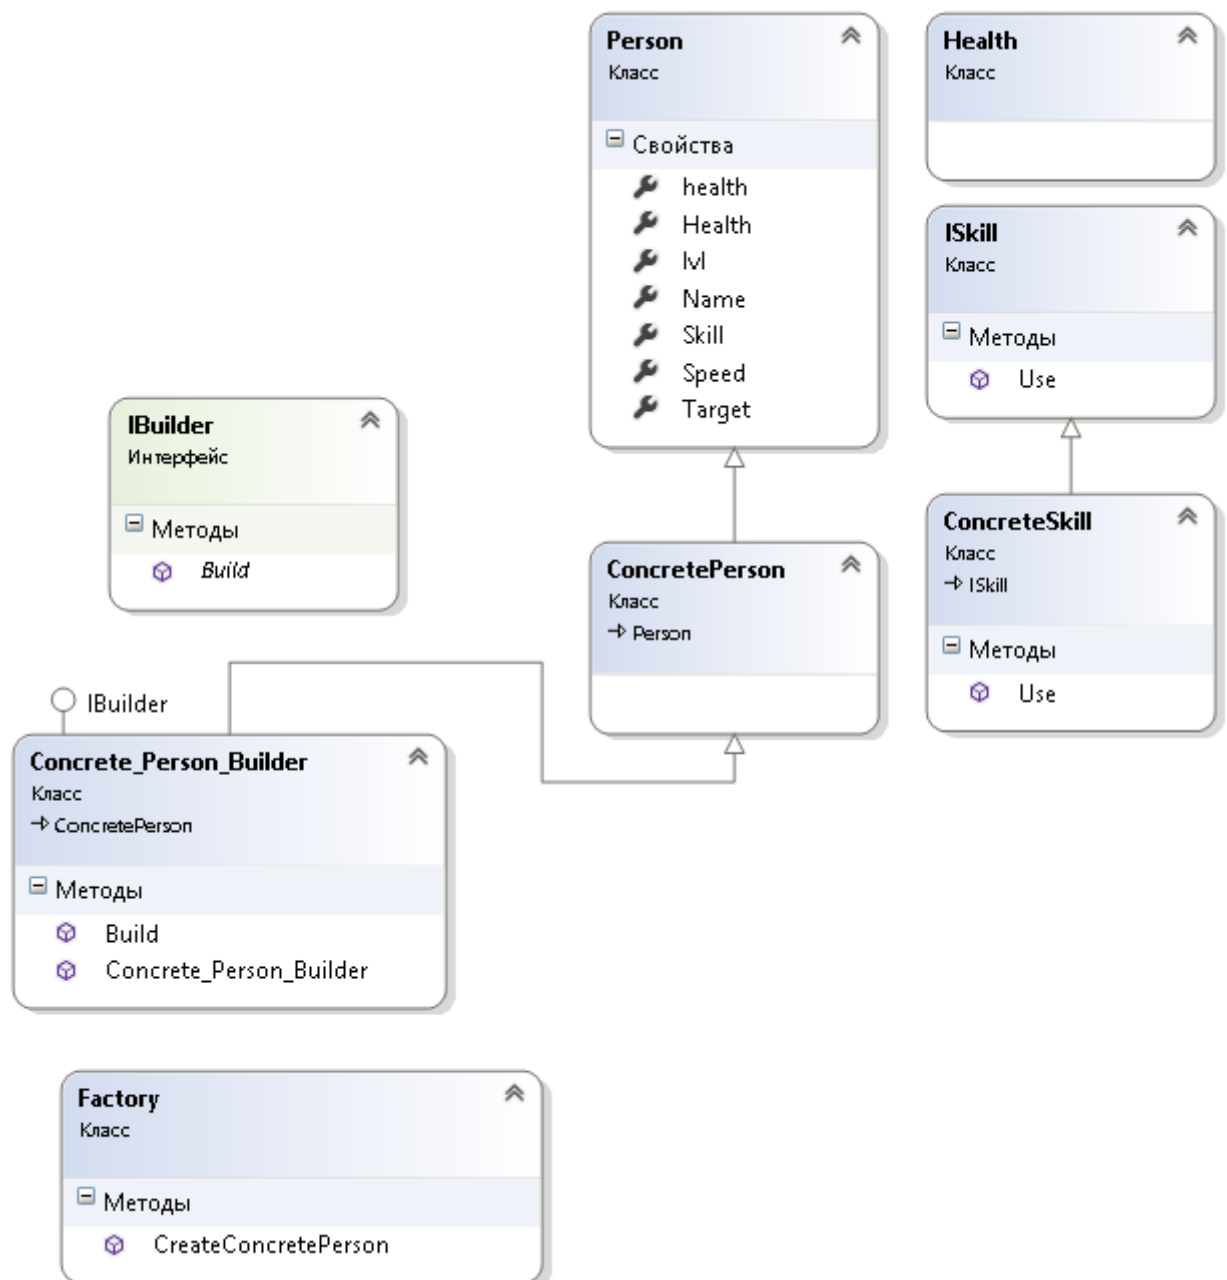 Person
Класс
Свойства
health
Health
lvl
Name
Skill
Speed
Target
Health
Класс
ISkill
Класс
Методы
Use
IBuilder
Интерфейс
Методы
Build
ConcretePerson
Класс
Person
ConcreteSkill
Класс
ISkill
Методы
Use
IBuilder
Concrete_Person_Builder
Класс
ConcretePerson
Методы
Build
Concrete_Person_Builder
Factory
Класс
Методы
CreateConcretePerson